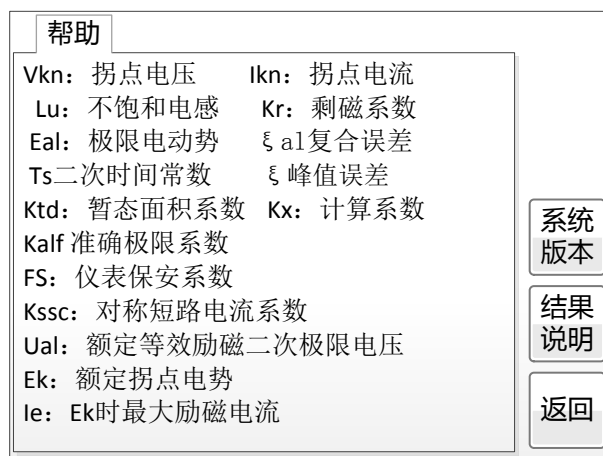 帮助
Vkn：拐点电压 Ikn：拐点电流
Lu：不饱和电感 Kr：剩磁系数
Eal：极限电动势 ξal复合误差
Ts二次时间常数 ξ峰值误差
Ktd：暂态面积系数 Kx：计算系数
Kalf 准确极限系数
FS：仪表保安系数
Kssc：对称短路电流系数
Ual：额定等效励磁二次极限电压
Ek：额定拐点电势
Ie：Ek时最大励磁电流
系统
版本
结果
说明
返回